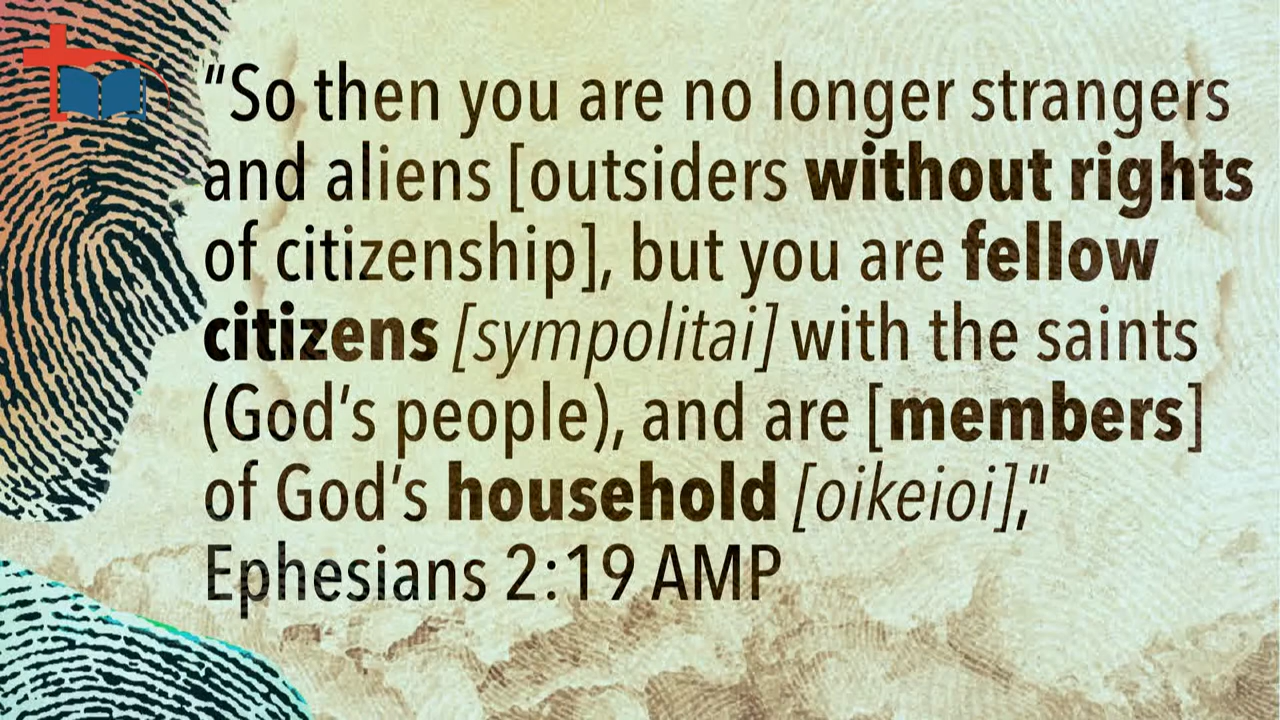 “So then you are no longer strangers
and aliens [outsiders without rights
of citizenship], but you are fellow
citizens [sympolitai] with the saints
(God’s people), and are [members]
of God’s household [oikeioi],"
Ephesians 2:19 AMP